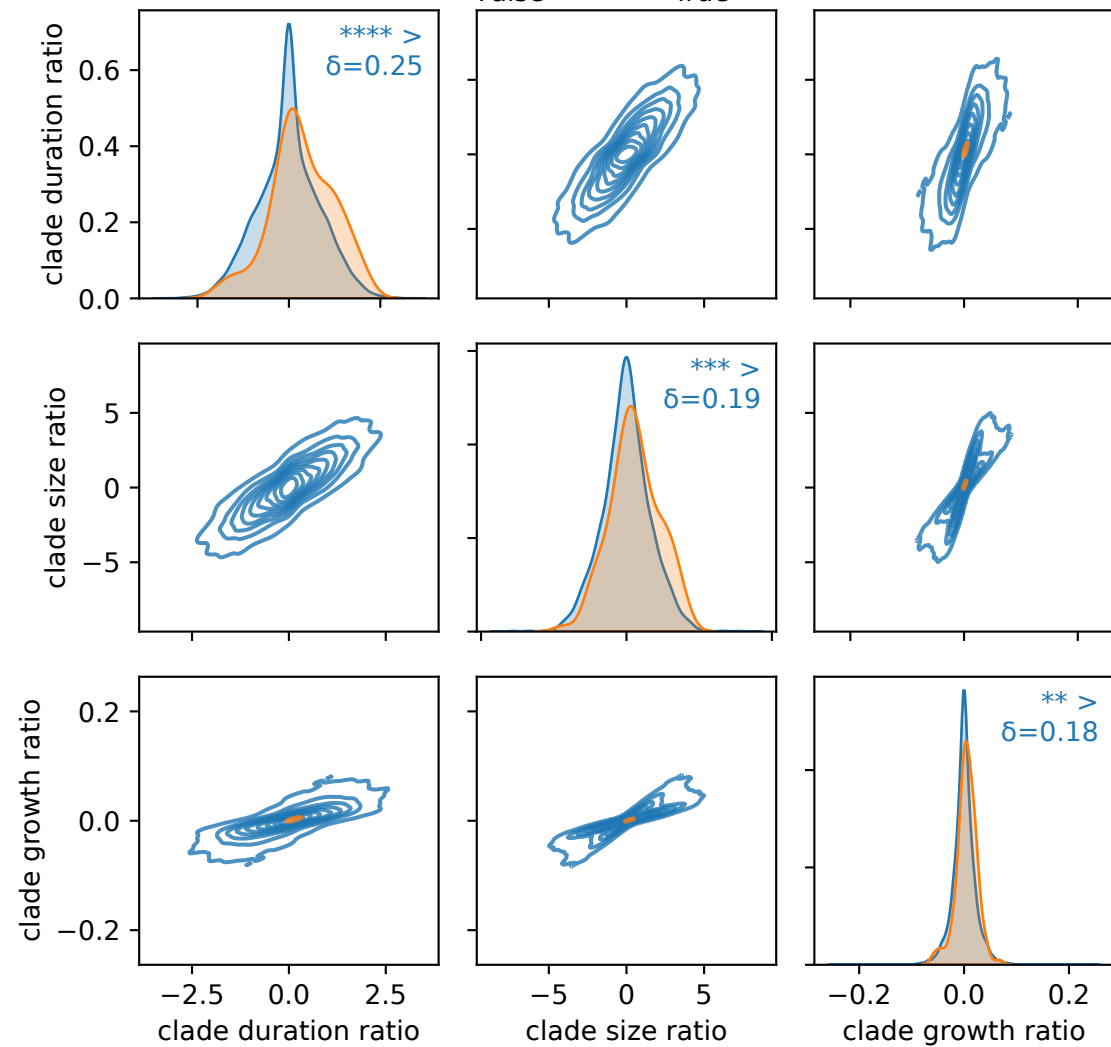 clade duration ratio
0.6
0.4
0.2
0.0
**** >
δ=0.25
clade size ratio
5
0
−5
*** >
δ=0.19
clade growth ratio
0.2
0.0
−0.2
** >
δ=0.18
−2.5 0.0 2.5
−5 0 5
−0.2 0.0 0.2
clade duration ratio
clade size ratio
clade growth ratio